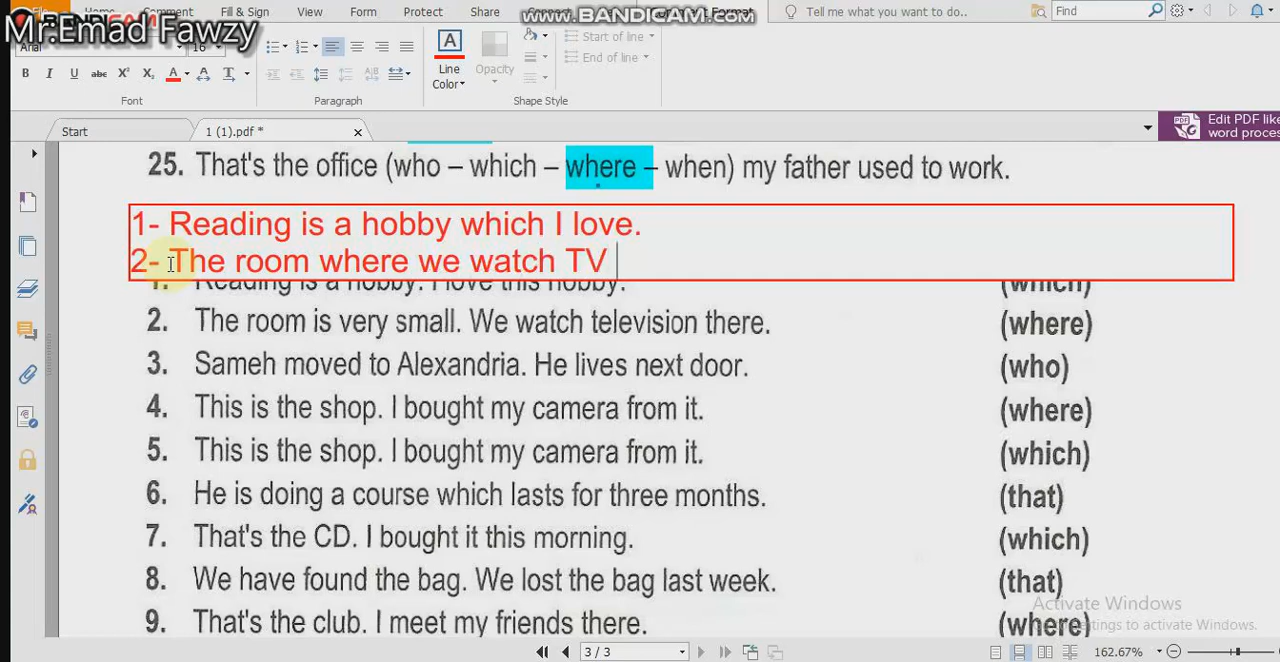 www.BANDICAM.com
Mr.Emad Fawzy
Comment Fill & Sign View Form Protect Share Format Tell me what you want to do.. Find
16
Line Color Opacity Start of line
End of line
Font Paragraph Shape Style
Start 1 (1).pdf * Edit PDF like
word proces
25. That's the office (who – which – where – when) my father used to work.
1- Reading is a hobby which I love.
2- The room where we watch TV
1. Reading is a hobby. I love this hobby. (which)
2. The room is very small. We watch television there. (where)
3. Sameh moved to Alexandria. He lives next door. (who)
4. This is the shop. I bought my camera from it. (where)
5. This is the shop. I bought my camera from it. (which)
6. He is doing a course which lasts for three months. (that)
7. That's the CD. I bought it this morning. (which)
8. We have found the bag. We lost the bag last week. (that)
9. That's the club. I meet my friends there. (where)
Activate Windows
Settings to activate Windows.
3 / 3 162.67%